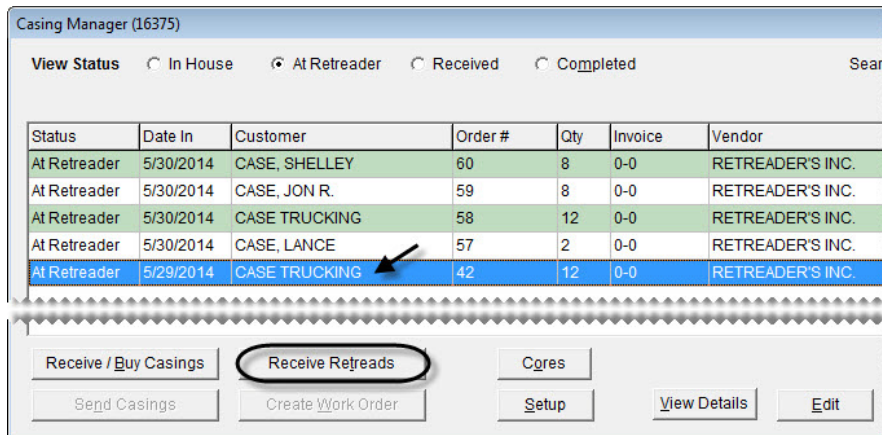 Casing Manager (16375)
View Status In House At Retreader Received Completed Sear
Status Date In Customer Order # Qty Invoice Vendor
At Retreader 5/30/2014 CASE, SHELLEY 60 8 0-0 RETREADER'S INC.
At Retreader 5/30/2014 CASE, JON R. 59 8 0-0 RETREADER'S INC.
At Retreader 5/30/2014 CASE TRUCKING 58 12 0-0 RETREADER'S INC.
At Retreader 5/30/2014 CASE, LANCE 57 2 0-0 RETREADER'S INC.
At Retreader 5/29/2014 CASE TRUCKING 42 12 0-0 RETREADER'S INC.
Receive / Buy Casings Receive Retreads Cores
Send Casings Create Work Order Setup View Details Edit